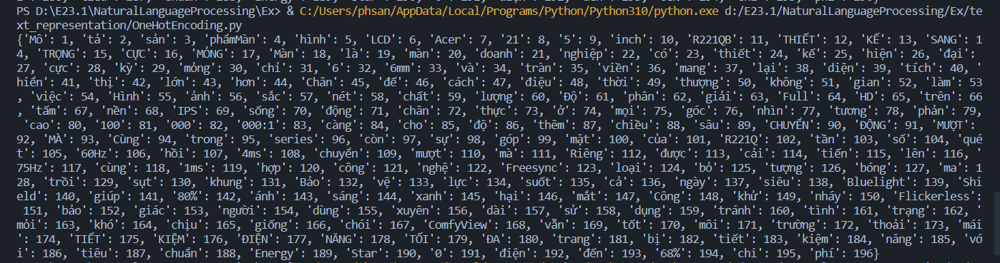 PS D:\E23.1\NaturalLanguageProcessing\Ex> & C:/Users/phsan/AppData/Local/Programs/Python/Python310/python.exe d:/E23.1/NaturalLanguageProcessing/Ex/te
xt_representation/OneHotEncoding.py
{'Mô': 1, 'tả': 2, 'sản': 3, 'phẩmMàn': 4, 'hình': 5, 'LCD': 6, 'Acer': 7, '21': 8, '5': 9, 'inch': 10, 'R221QB': 11, 'THIẾT': 12, 'KẾ': 13, 'SANG': 1
4, 'TRỌNG': 15, 'CỰC': 16, 'MỎNG': 17, 'Màn': 18, 'là': 19, 'màn': 20, 'doanh': 21, 'nghiệp': 22, 'có': 23, 'thiết': 24, 'kế': 25, 'hiện': 26, 'đại':
27, 'cực': 28, 'kỳ': 29, 'mỏng': 30, 'chỉ': 31, '6': 32, '6mm': 33, 'và': 34, 'tràn': 35, 'viền': 36, 'mang': 37, 'lại': 38, 'diện': 39, 'tích': 40, '
hiển': 41, 'thị': 42, 'lớn': 43, 'hơn': 44, 'Chân': 45, 'đế': 46, 'cách': 47, 'điệu': 48, 'thời': 49, 'thượng': 50, 'không': 51, 'gian': 52, 'làm': 53
, 'việc': 54, 'Hình': 55, 'ảnh': 56, 'sắc': 57, 'nét': 58, 'chất': 59, 'lượng': 60, 'Độ': 61, 'phân': 62, 'giải': 63, 'Full': 64, 'HD': 65, 'trên': 66
, 'tấm': 67, 'nền': 68, 'IPS': 69, 'sống': 70, 'động': 71, 'chân': 72, 'thực': 73, 'ở': 74, 'mọi': 75, 'góc': 76, 'nhìn': 77, 'tương': 78, 'phản': 79,
'cao': 80, '100': 81, '000': 82, '000:1': 83, 'càng': 84, 'cho': 85, 'độ': 86, 'thêm': 87, 'chiều': 88, 'sâu': 89, 'CHUYỂN': 90, 'ĐỘNG': 91, 'MƯỢT':
92, 'MÀ': 93, 'Cùng': 94, 'trong': 95, 'series': 96, 'còn': 97, 'sự': 98, 'góp': 99, 'mặt': 100, 'của': 101, 'R221Q': 102, 'tần': 103, 'số': 104, 'qué
t': 105, '60Hz': 106, 'hồi': 107, '4ms': 108, 'chuyển': 109, 'mượt': 110, 'mà': 111, 'Riêng': 112, 'được': 113, 'cải': 114, 'tiến': 115, 'lên': 116, '
75Hz': 117, 'cùng': 118, '1ms': 119, 'hợp': 120, 'công': 121, 'nghệ': 122, 'Freesync': 123, 'loại': 124, 'bỏ': 125, 'tượng': 126, 'bóng': 127, 'ma': 1
28, 'trồi': 129, 'sụt': 130, 'khung': 131, 'Bảo': 132, 'vệ': 133, 'lực': 134, 'suốt': 135, 'cả': 136, 'ngày': 137, 'siêu': 138, 'Bluelight': 139, 'Shi
eld': 140, 'giúp': 141, '80%': 142, 'ánh': 143, 'sáng': 144, 'xanh': 145, 'hại': 146, 'mắt': 147, 'Công': 148, 'khử': 149, 'nháy': 150, 'Flickerless':
151, 'bảo': 152, 'giác': 153, 'người': 154, 'dùng': 155, 'xuyên': 156, 'dài': 157, 'sử': 158, 'dụng': 159, 'tránh': 160, 'tình': 161, 'trạng': 162, '
mỏi': 163, 'khó': 164, 'chịu': 165, 'giống': 166, 'chói': 167, 'ComfyView': 168, 'vẫn': 169, 'tốt': 170, 'môi': 171, 'trường': 172, 'thoải': 173, 'mái
': 174, 'TIẾT': 175, 'KIỆM': 176, 'ĐIỆN': 177, 'NĂNG': 178, 'TỐI': 179, 'ĐA': 180, 'trang': 181, 'bị': 182, 'tiết': 183, 'kiệm': 184, 'năng': 185, 'vớ
i': 186, 'tiêu': 187, 'chuẩn': 188, 'Energy': 189, 'Star': 190, '0': 191, 'điện': 192, 'đến': 193, '68%': 194, 'chi': 195, 'phí': 196}